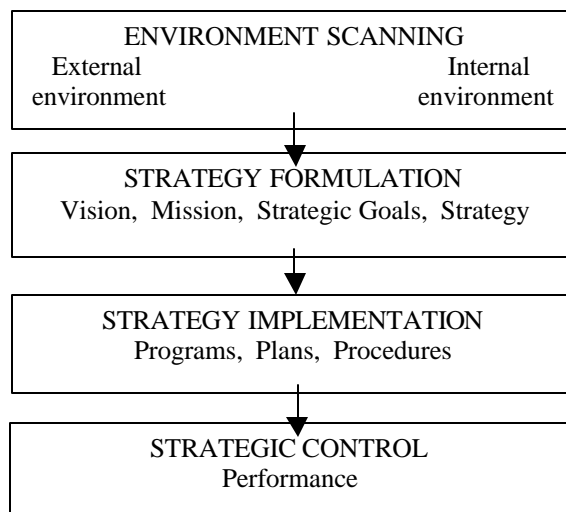 ENVIRONMENT SCANNING
External Internal
environment environment
STRATEGY FORMULATION
Vision, Mission, Strategic Goals, Strategy
STRATEGY IMPLEMENTATION
Programs, Plans, Procedures
STRATEGIC CONTROL
Performance